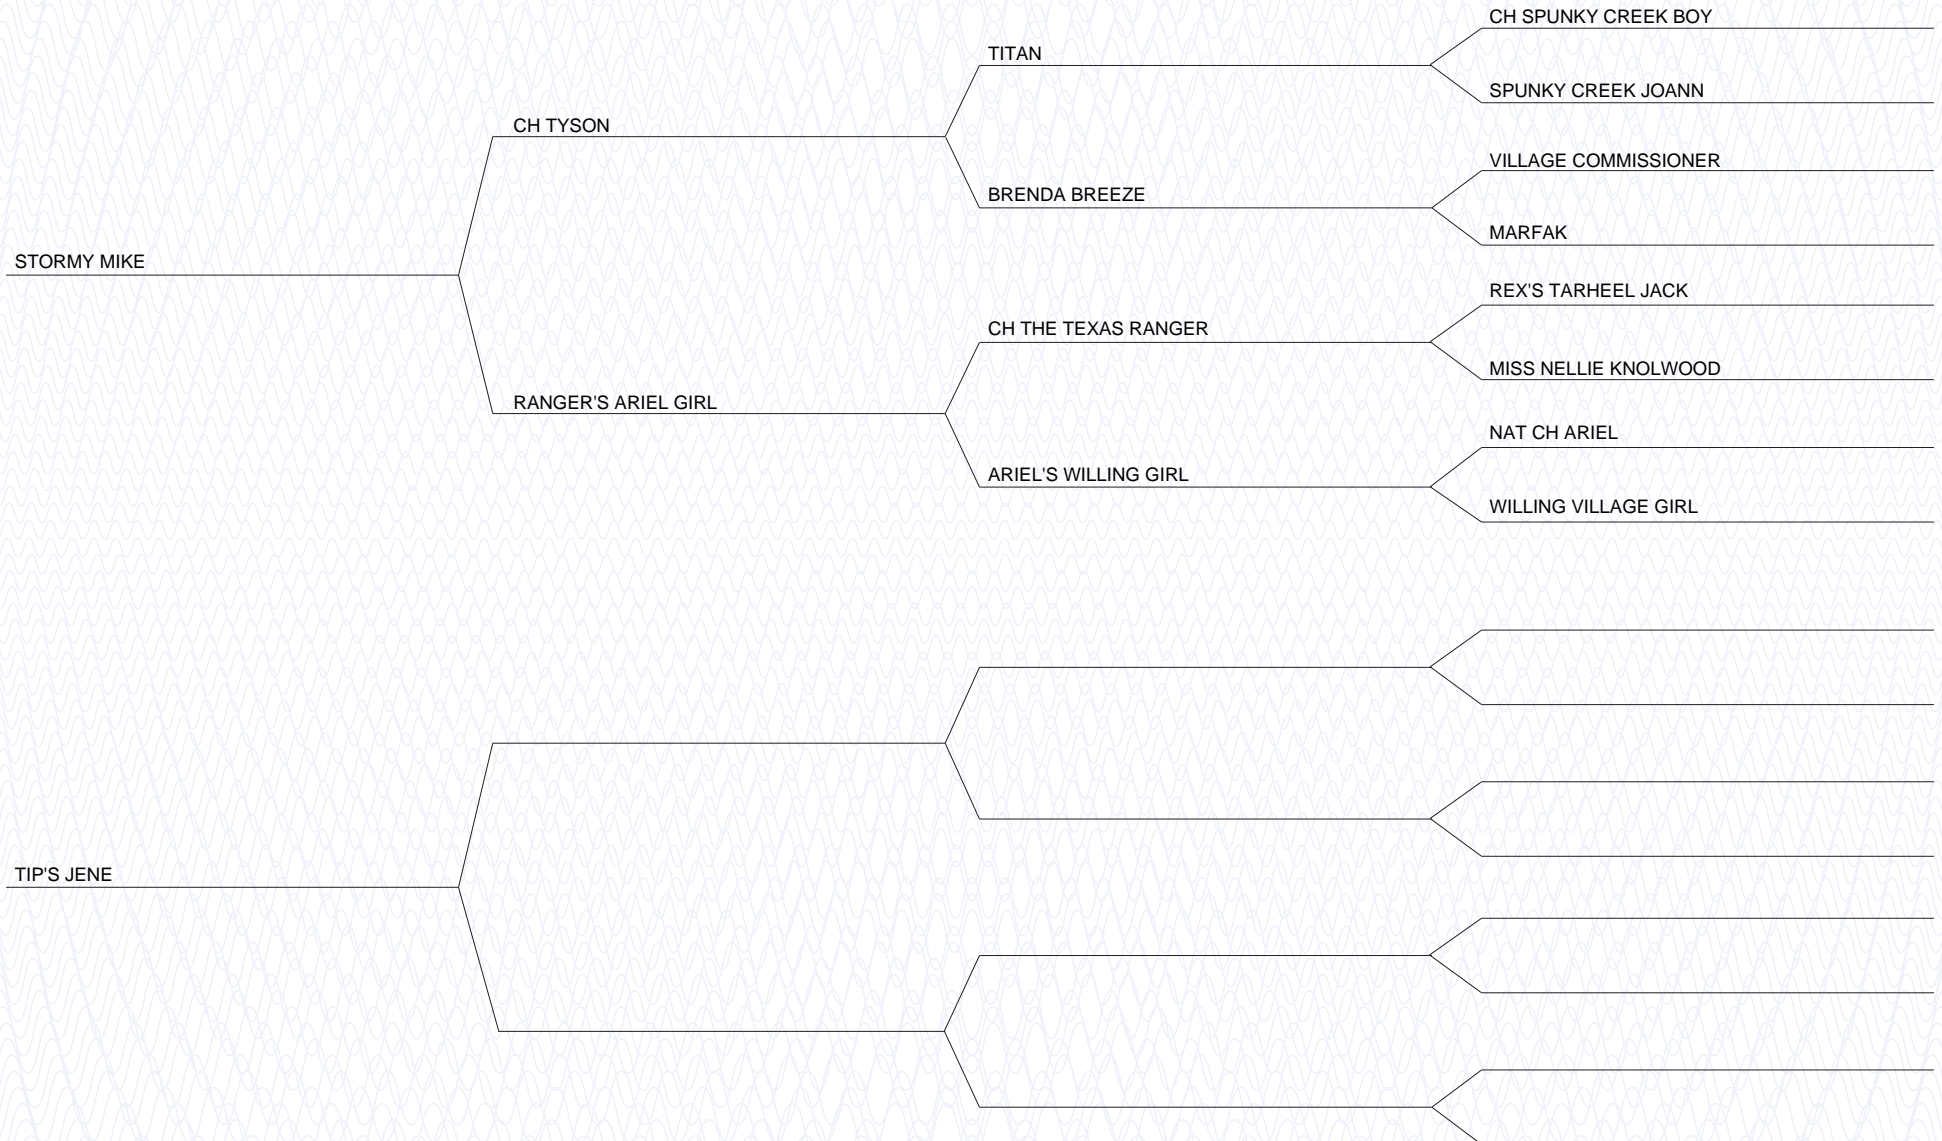 CH SPUNKY CREEK BOY
TITAN
SPUNKY CREEK JOANN
CH TYSON
VILLAGE COMMISSIONER
BRENDA BREEZE
MARFAK
STORMY MIKE
REX'S TARHEEL JACK
CH THE TEXAS RANGER
MISS NELLIE KNOLWOOD
RANGER'S ARIEL GIRL
NAT CH ARIEL
ARIEL'S WILLING GIRL
WILLING VILLAGE GIRL
TIP'S JENE